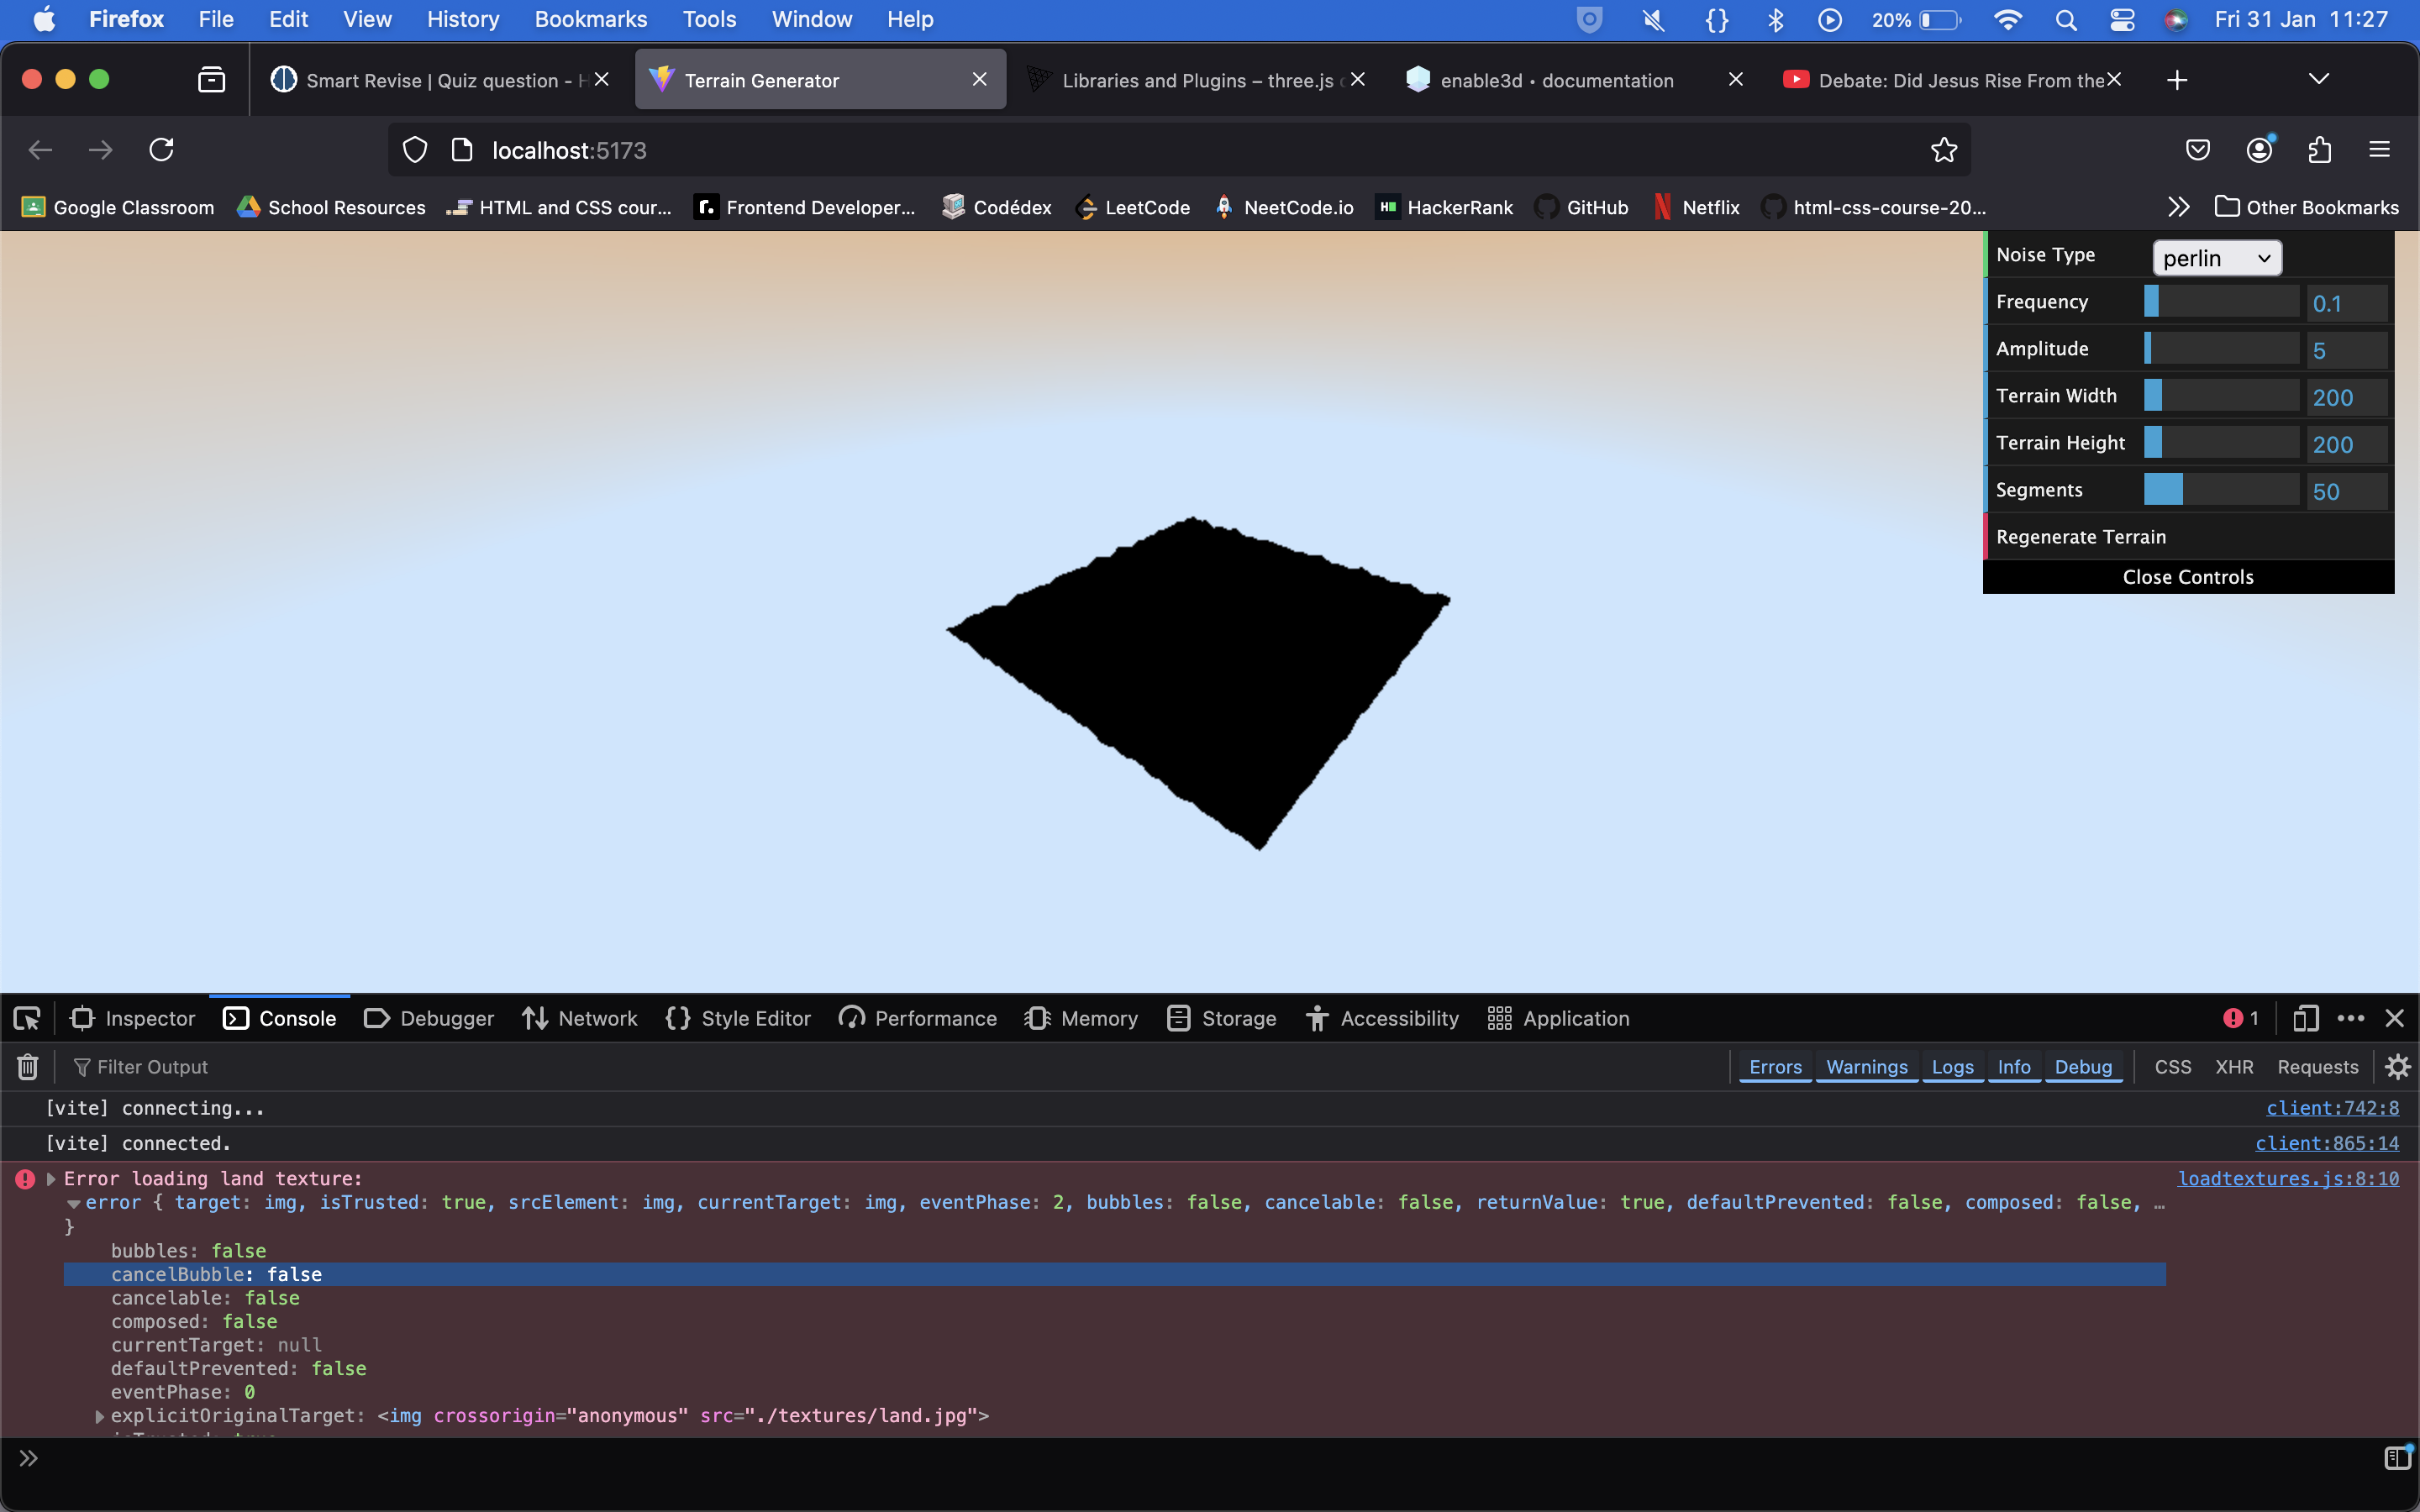 Firefox File Edit View History Bookmarks Tools Window Help 20% Fri 31 Jan 11:27
Smart Revise | Quiz question - H Terrain Generator Libraries and Plugins – three.js enable3d • documentation Debate: Did Jesus Rise From the
localhost:5173
Google Classroom School Resources HTML and CSS cour... Frontend Developer... Codédex LeetCode NeetCode.io HackerRank GitHub Netflix html-css-course-20... Other Bookmarks
Noise Type perlin
Frequency 0.1
Amplitude 5
Terrain Width 200
Terrain Height 200
Segments 50
Regenerate Terrain
Close Controls
Inspector Console Debugger Network Style Editor Performance Memory Storage Accessibility Application 1
Filter Output Errors Warnings Logs Info Debug CSS XHR Requests
[vite] connecting... client:742:8
[vite] connected. client:865:14
Error loading land texture: loadtextures.js:8:10
error { target: img, isTrusted: true, srcElement: img, currentTarget: img, eventPhase: 2, bubbles: false, cancelable: false, returnValue: true, defaultPrevented: false, composed: false, …
}
bubbles: false
cancelBubble: false
cancelable: false
composed: false
currentTarget: null
defaultPrevented: false
eventPhase: 0
explicitOriginalTarget: <img crossorigin="anonymous" src="./textures/land.jpg">